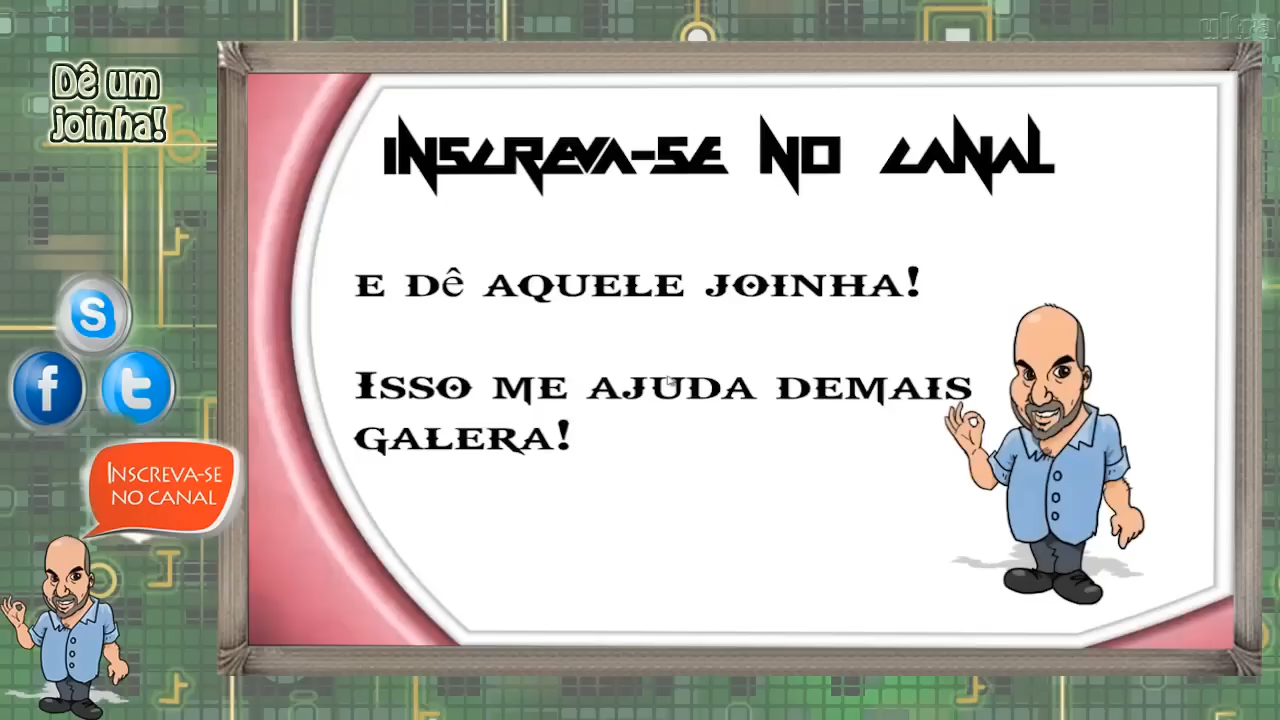 Dê um
joinha!
ultra
INSCREVA-SE NO CANAL
E DÊ AQUELE JOINHA!
ISSO ME AJUDA DEMAIS
GALERA!
S
f
t
INSCREVA-SE
NO CANAL